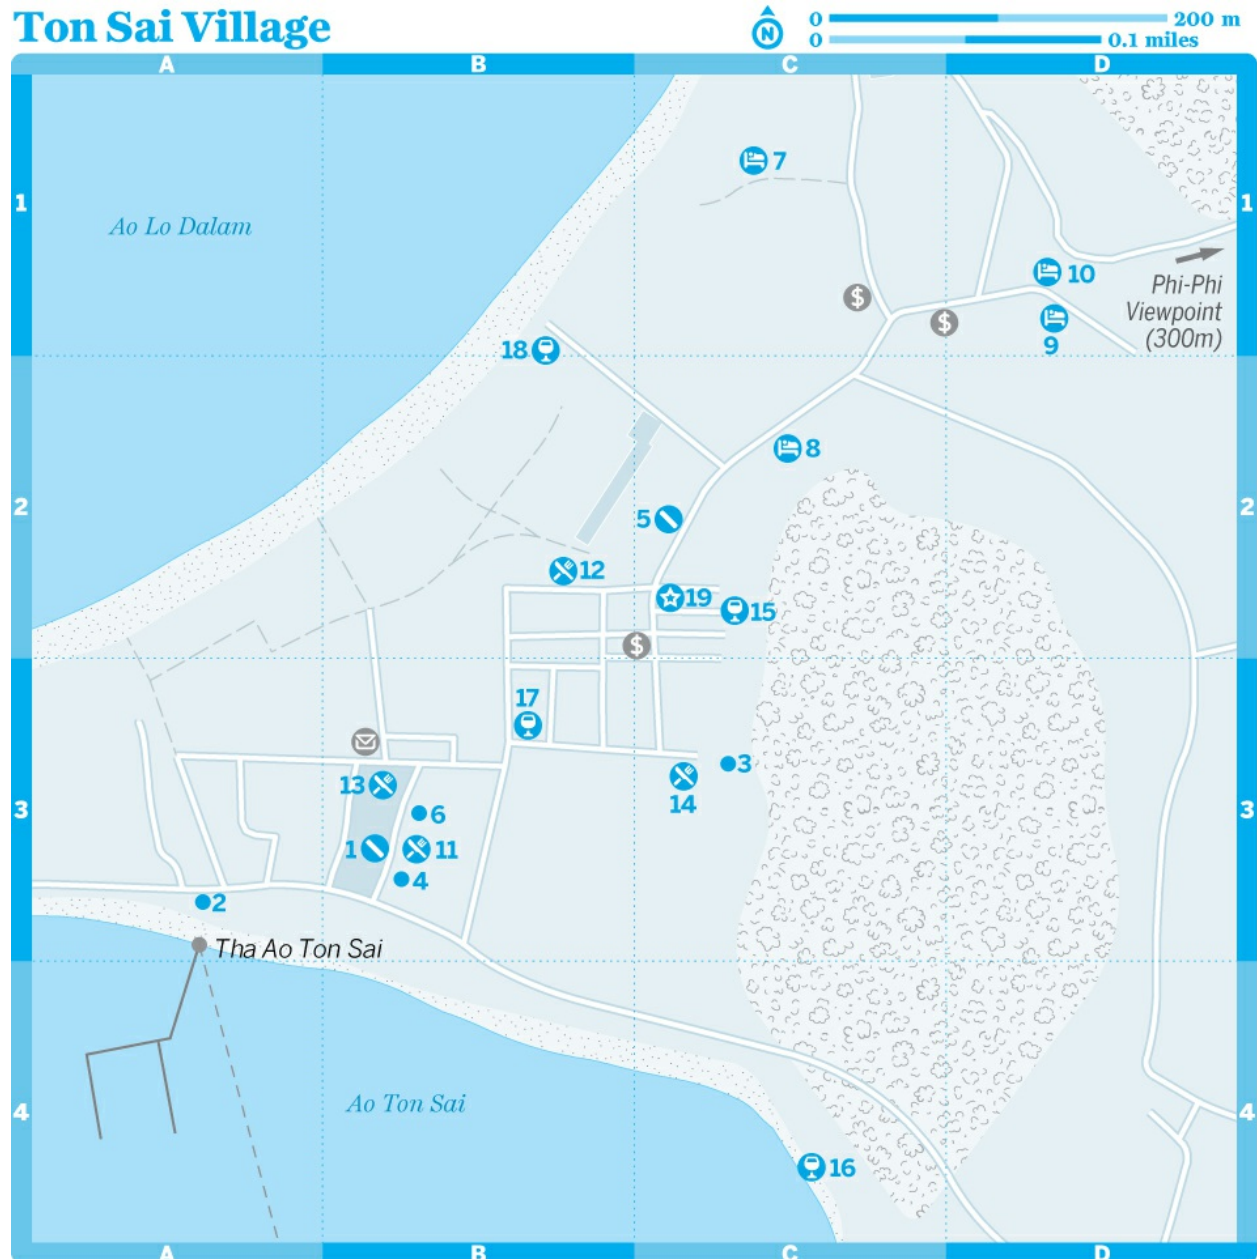 Ton Sai Village
N
0 200 m
0 0.1 miles
A B C D
1 1
7
Ao Lo Dalam
10
$
Phi-Phi
Viewpoint
(300m)
$
9
18
8
2 2
5
12
19
15
$
17
3
13
14
3 3
6
1
11
4
2
Tha Ao Ton Sai
Ao Ton Sai
4 4
16
A B C D